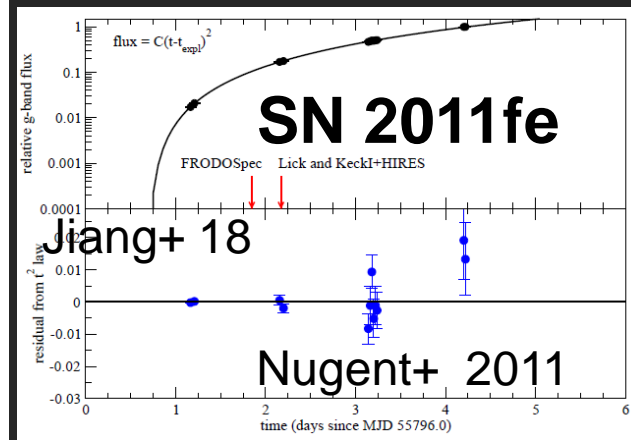 1
flux = C(t-t_expl)^2
0.1
0.01
SN 2011fe
0.001
FRODOSpec Lick and KeckI+HIRES
relative g-band flux
0.0001
Jiang+ 18
0.02
0.01
0
-0.01
-0.02
Nugent+ 2011
-0.03
residual from t^2 law
0 1 2 3 4 5 6
time (days since MJD 55796.0)